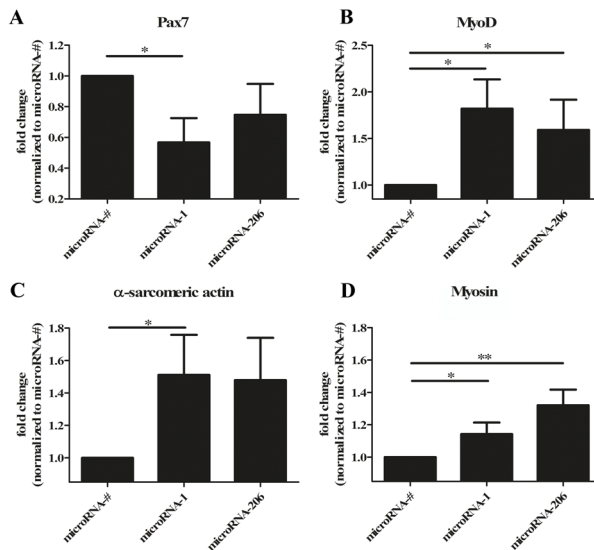 A
Pax7
fold change
(normalized to microRNA-#)
1.2
1.0
0.8
0.6
0.4
0.2
*
microRNA-#
microRNA-1
microRNA-206
B
MyoD
fold change
(normalized to microRNA-#)
2.5
2.0
1.5
1.0
*
*
microRNA-#
microRNA-1
microRNA-206
C
α-sarcomeric actin
fold change
(normalized to microRNA-#)
1.8
1.6
1.4
1.2
1.0
*
microRNA-#
microRNA-1
microRNA-206
D
Myosin
fold change
(normalized to microRNA-#)
1.8
1.6
1.4
1.2
1.0
**
*
microRNA-#
microRNA-1
microRNA-206